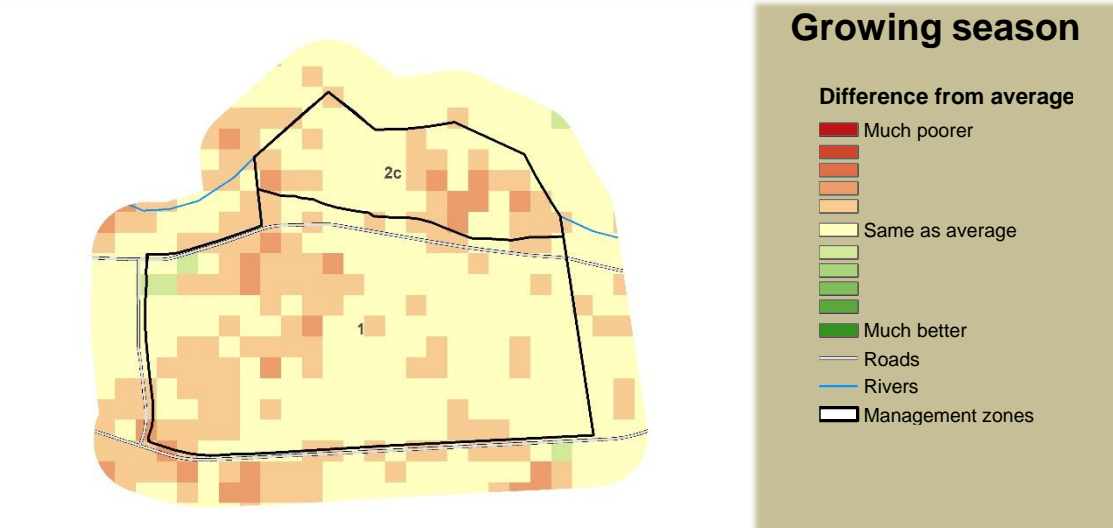 Growing season
Difference from average
Much poorer
Same as average
Much better
Roads
Rivers
Management zones
2c
1